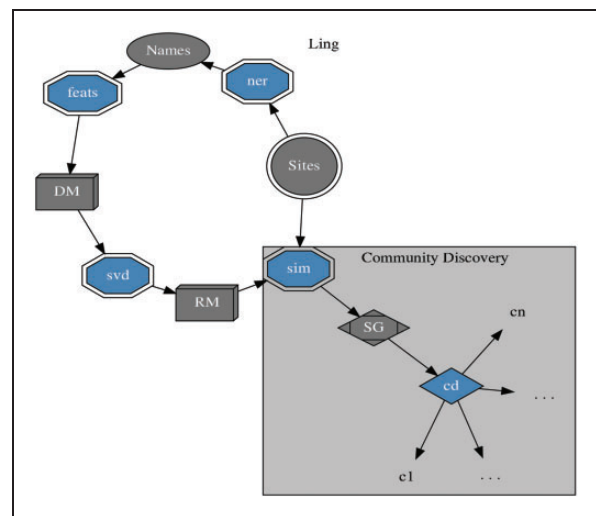 Names
Ling
feats
ner
Sites
DM
svd
RM
sim
Community Discovery
SG
cn
cd
. . .
c1
. . .